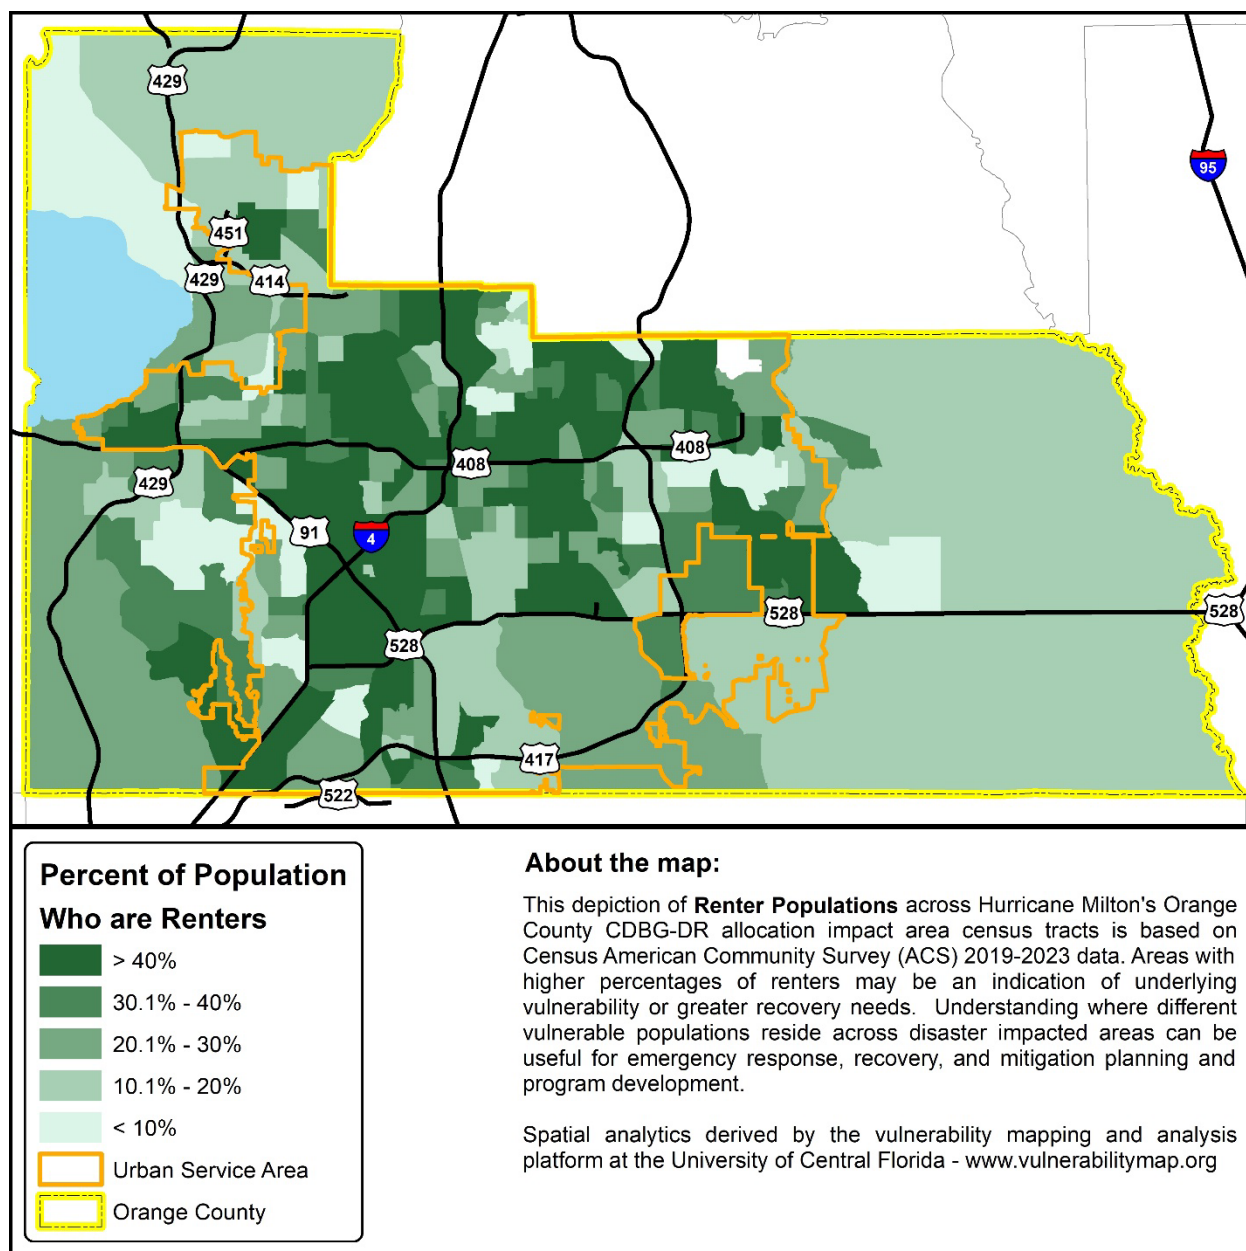 429
95
451
429
414
408
408
429
91
4
528
528
528
417
522
Percent of Population
Who are Renters
> 40%
30.1% - 40%
20.1% - 30%
10.1% - 20%
< 10%
Urban Service Area
Orange County
About the map:
This depiction of Renter Populations across Hurricane Milton's Orange
County CDBG-DR allocation impact area census tracts is based on
Census American Community Survey (ACS) 2019-2023 data. Areas with
higher percentages of renters may be an indication of underlying
vulnerability or greater recovery needs. Understanding where different
vulnerable populations reside across disaster impacted areas can be
useful for emergency response, recovery, and mitigation planning and
program development.
Spatial analytics derived by the vulnerability mapping and analysis
platform at the University of Central Florida - www.vulnerabilitymap.org